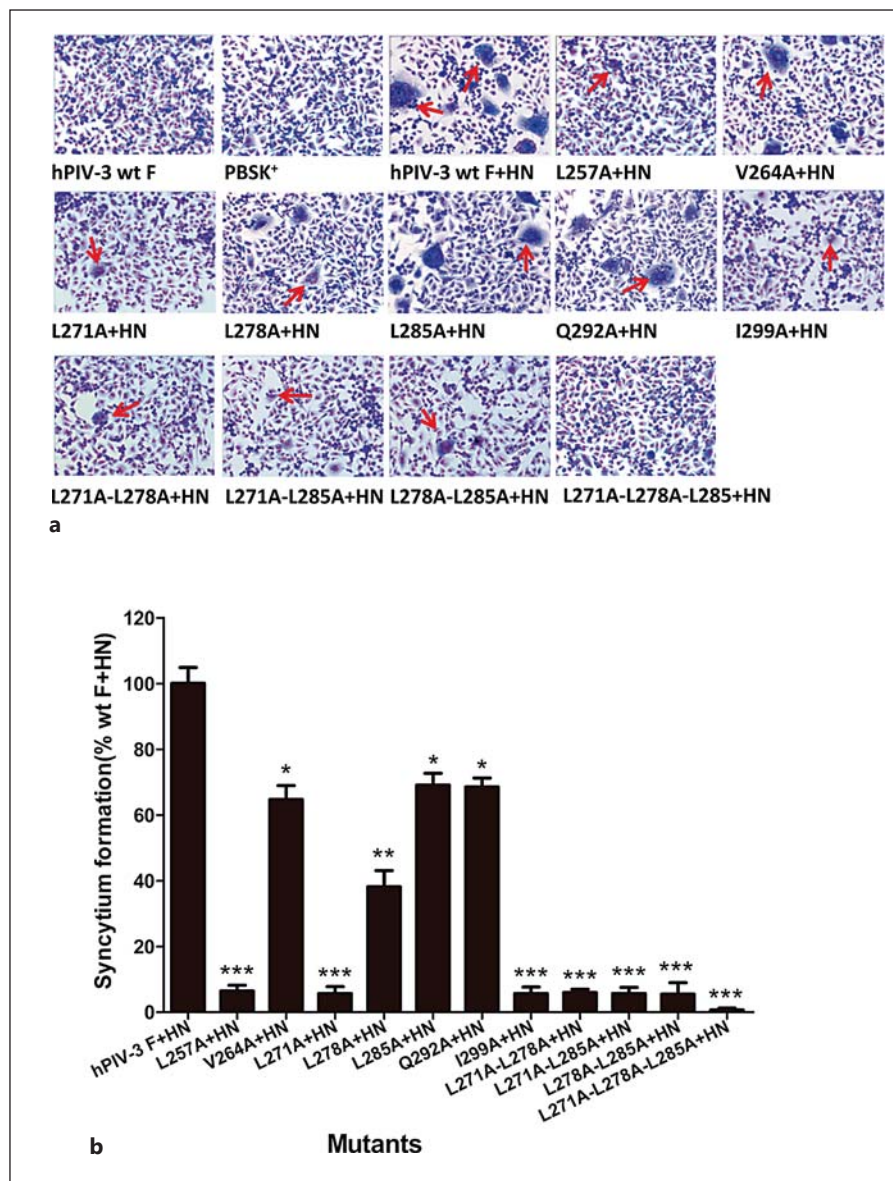 hPIV-3 wt F PBSK+ hPIV-3 wt F+HN L257A+HN V264A+HN
L271A+HN L278A+HN L285A+HN Q292A+HN I299A+HN
L271A-L278A+HN L271A-L285A+HN L278A-L285A+HN L271A-L278A-L285+HN
a
Syncytium formation(% wt F+HN)
120
100
80
60
40
20
0
***
*
***
**
*
*
***
***
***
***
***
hPIV-3 F+HN
L257A+HN
V264A+HN
L271A+HN
L278A+HN
L285A+HN
Q292A+HN
I299A+HN
L271A-L278A+HN
L271A-L285A+HN
L278A-L285A+HN
L271A-L278A-L285A+HN
b
Mutants